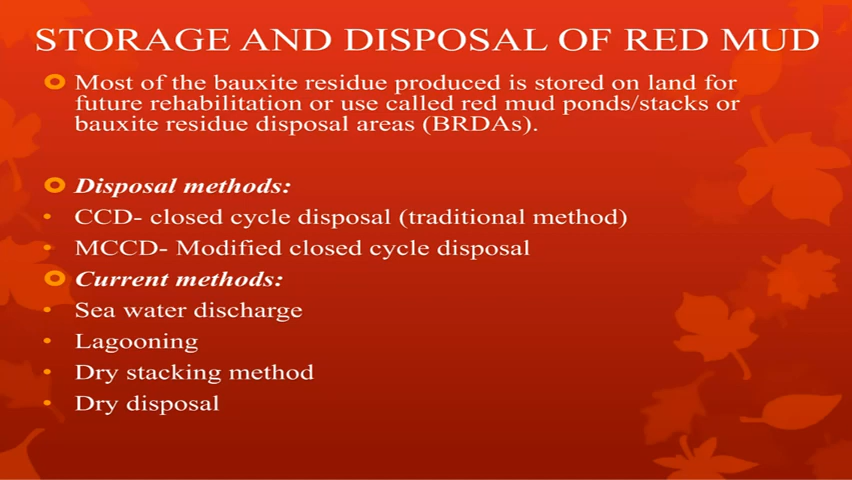 STORAGE AND DISPOSAL OF RED MUD
Most of the bauxite residue produced is stored on land for
future rehabilitation or use called red mud ponds/stacks or
bauxite residue disposal areas (BRDAs).
Disposal methods:
• CCD- closed cycle disposal (traditional method)
• MCCD- Modified closed cycle disposal
Current methods:
• Sea water discharge
• Lagooning
• Dry stacking method
• Dry disposal